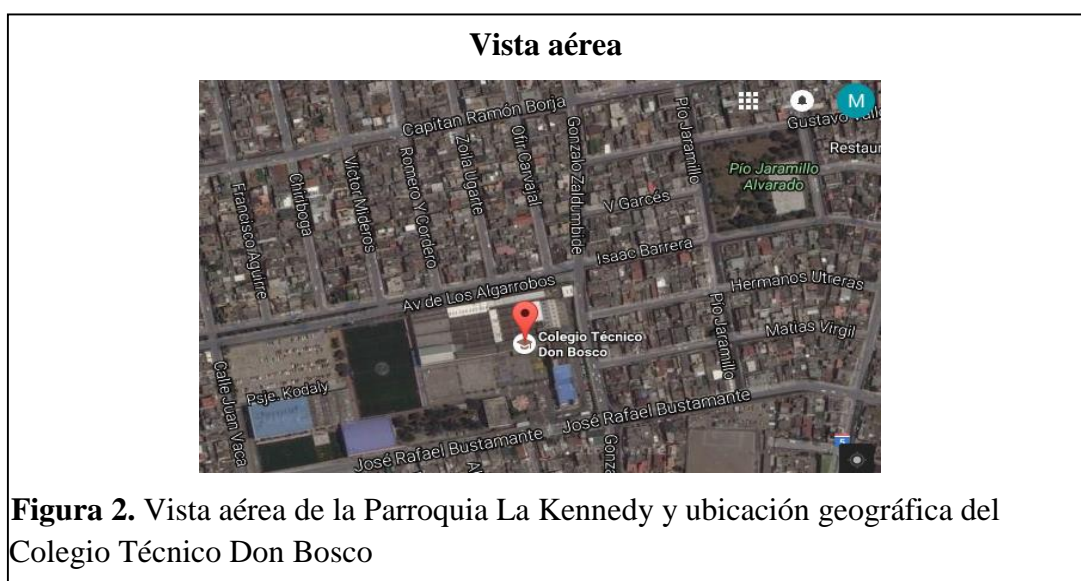 Vista aérea
M
Capitan Ramón Borja
Pío Jaramillo
Gustavo
Restaur
Zoila Ugarte
Ofir Carvajal
Gonzalo Zaldumbide
Pío Jaramillo
Alvarado
Romero Y Cordero
Víctor Mideros
Chiriboga
Francisco Aguirre
V Garcés
Isaac Barrera
Av de Los Algarrobos
Hermanos Utreras
Pío Jaramillo
Matias Virgil
Colegio Técnico
Don Bosco
Calle Juan Vaca
Psje. Kodaly
José Rafael Bustamante
José Rafael Bustamante
Gonza
Figura 2. Vista aérea de la Parroquia La Kennedy y ubicación geográfica del
Colegio Técnico Don Bosco